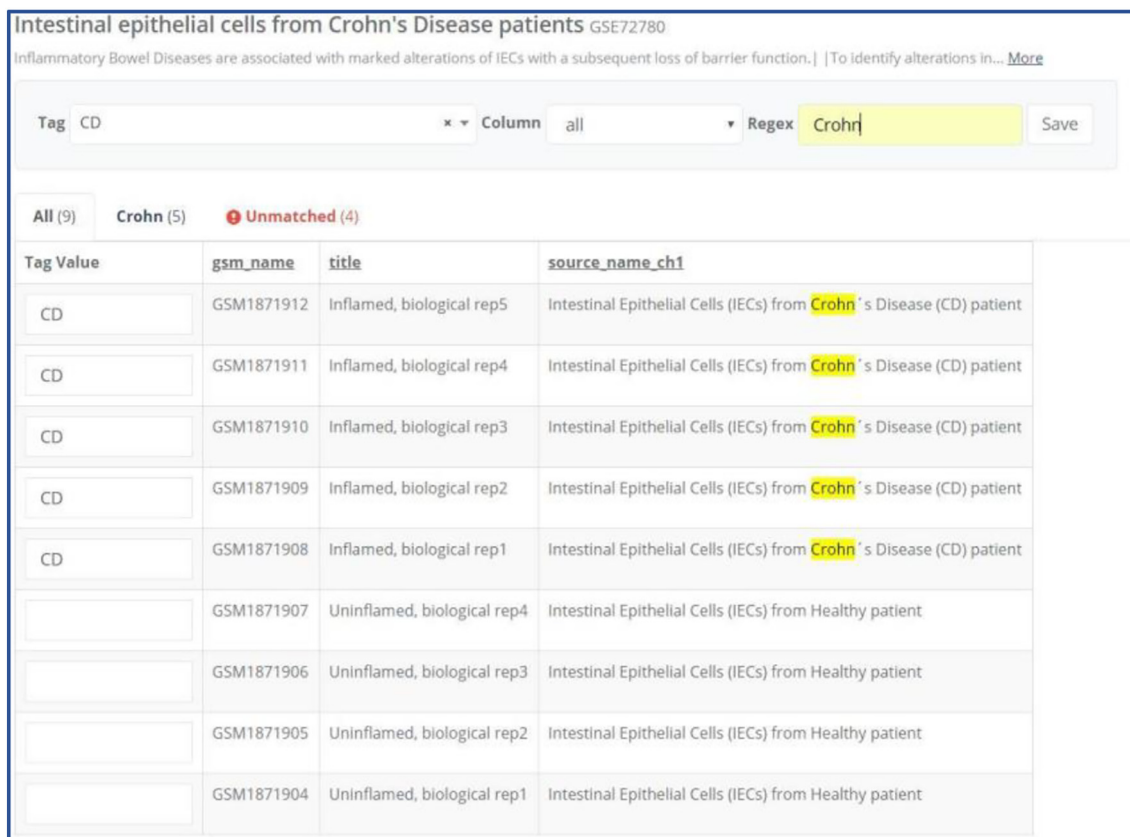 Intestinal epithelial cells from Crohn's Disease patients GSE72780
Inflammatory Bowel Diseases are associated with marked alterations of IECs with a subsequent loss of barrier function.| |To identify alterations in... More
Tag CD × Column all Regex Crohn Save
All (9) Crohn (5) Unmatched (4)
Tag Value gsm_name title source_name_ch1
CD GSM1871912 Inflamed, biological rep5 Intestinal Epithelial Cells (IECs) from Crohn´s Disease (CD) patient
CD GSM1871911 Inflamed, biological rep4 Intestinal Epithelial Cells (IECs) from Crohn´s Disease (CD) patient
CD GSM1871910 Inflamed, biological rep3 Intestinal Epithelial Cells (IECs) from Crohn´s Disease (CD) patient
CD GSM1871909 Inflamed, biological rep2 Intestinal Epithelial Cells (IECs) from Crohn´s Disease (CD) patient
CD GSM1871908 Inflamed, biological rep1 Intestinal Epithelial Cells (IECs) from Crohn´s Disease (CD) patient
GSM1871907 Uninflamed, biological rep4 Intestinal Epithelial Cells (IECs) from Healthy patient
GSM1871906 Uninflamed, biological rep3 Intestinal Epithelial Cells (IECs) from Healthy patient
GSM1871905 Uninflamed, biological rep2 Intestinal Epithelial Cells (IECs) from Healthy patient
GSM1871904 Uninflamed, biological rep1 Intestinal Epithelial Cells (IECs) from Healthy patient